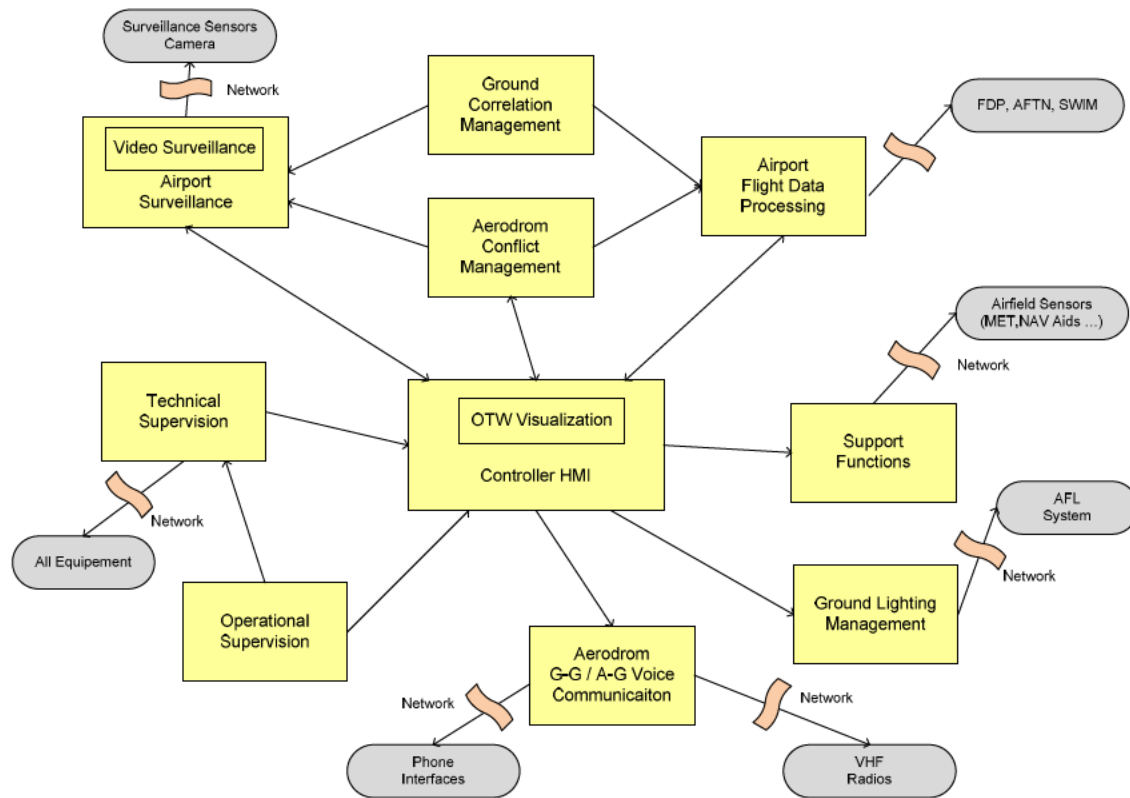 Surveillance Sensors
Camera
Network
Ground
Correlation
Management
FDP, AFTN, SWIM
Video Surveillance
Airport
Surveillance
Airport
Flight Data
Processing
Aerodrom
Conflict
Management
Airfield Sensors
(MET,NAV Aids ...)
Network
Technical
Supervision
OTW Visualization
Controller HMI
Support
Functions
AFL
System
Network
All Equipement
Network
Operational
Supervision
Ground Lighting
Management
Aerodrom
G-G / A-G Voice
Communicaiton
Network
Network
Phone
Interfaces
VHF
Radios